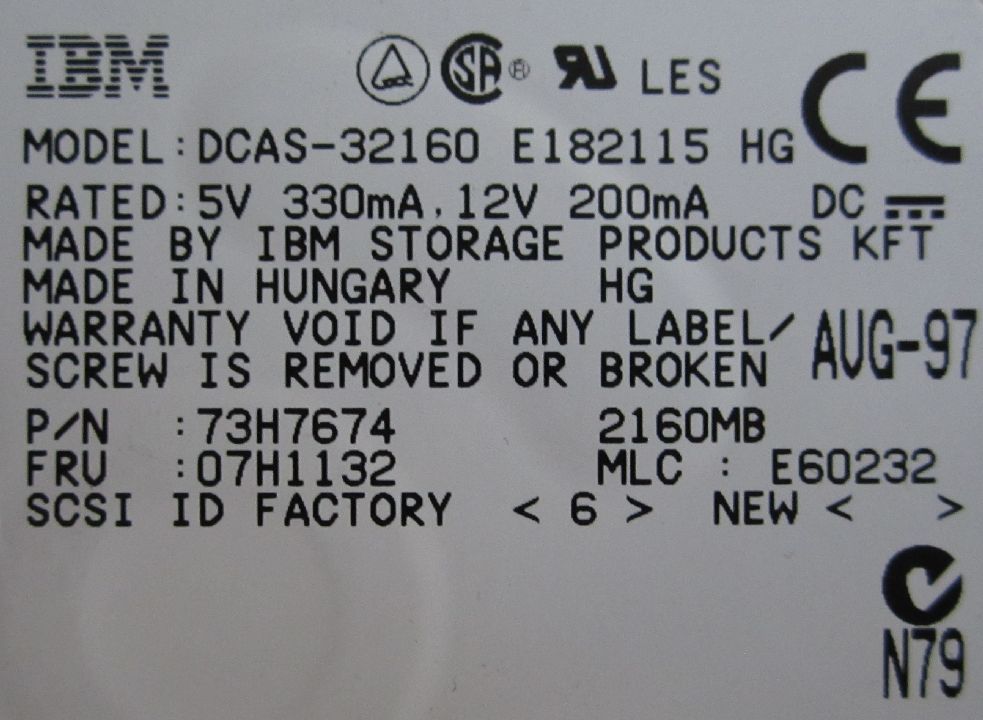 IBM ® LES CE
MODEL:DCAS-32160 E182115 HG
RATED:5V 330mA,12V 200mA DC
MADE BY IBM STORAGE PRODUCTS KFT
MADE IN HUNGARY HG
WARRANTY VOID IF ANY LABEL/
SCREW IS REMOVED OR BROKEN
AUG-97
P/N :73H7674 2160MB
FRU :07H1132 MLC : E60232
SCSI ID FACTORY < 6 > NEW < >
N79